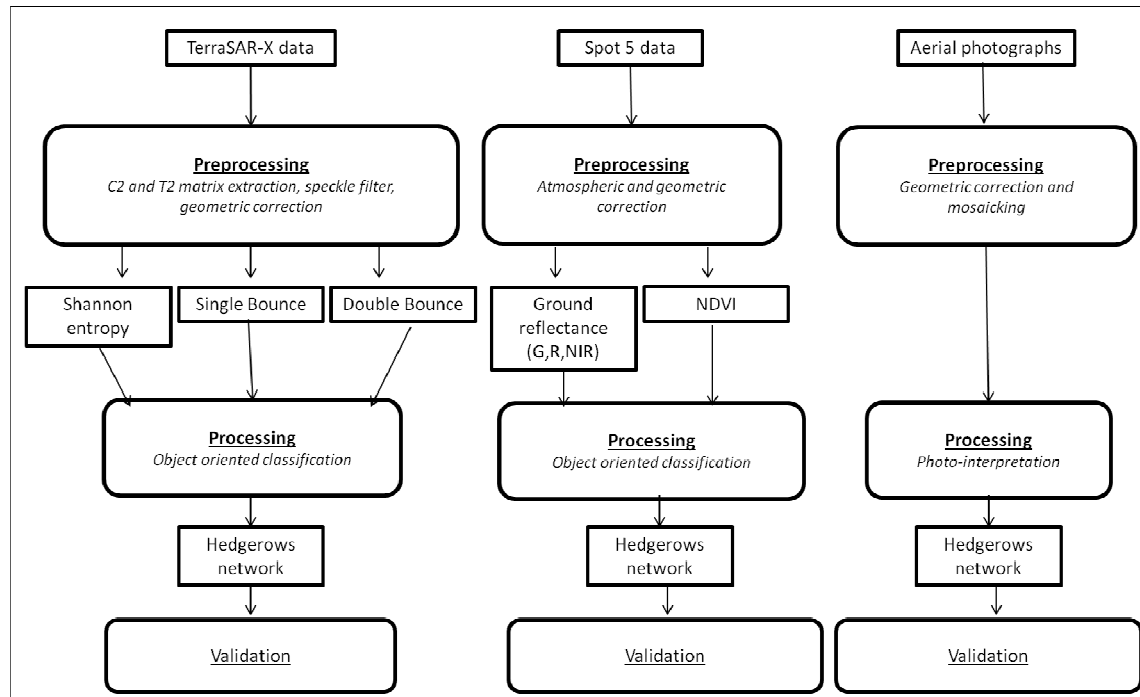 TerraSAR-X data
Spot 5 data
Aerial photographs
Preprocessing
C2 and T2 matrix extraction, speckle filter,
geometric correction
Preprocessing
Atmospheric and geometric
correction
Preprocessing
Geometric correction and
mosaicking
Shannon
entropy
Single Bounce
Double Bounce
Ground
reflectance
(G,R,NIR)
NDVI
Processing
Object oriented classification
Processing
Object oriented classification
Processing
Photo-interpretation
Hedgerows
network
Hedgerows
network
Hedgerows
network
Validation
Validation
Validation